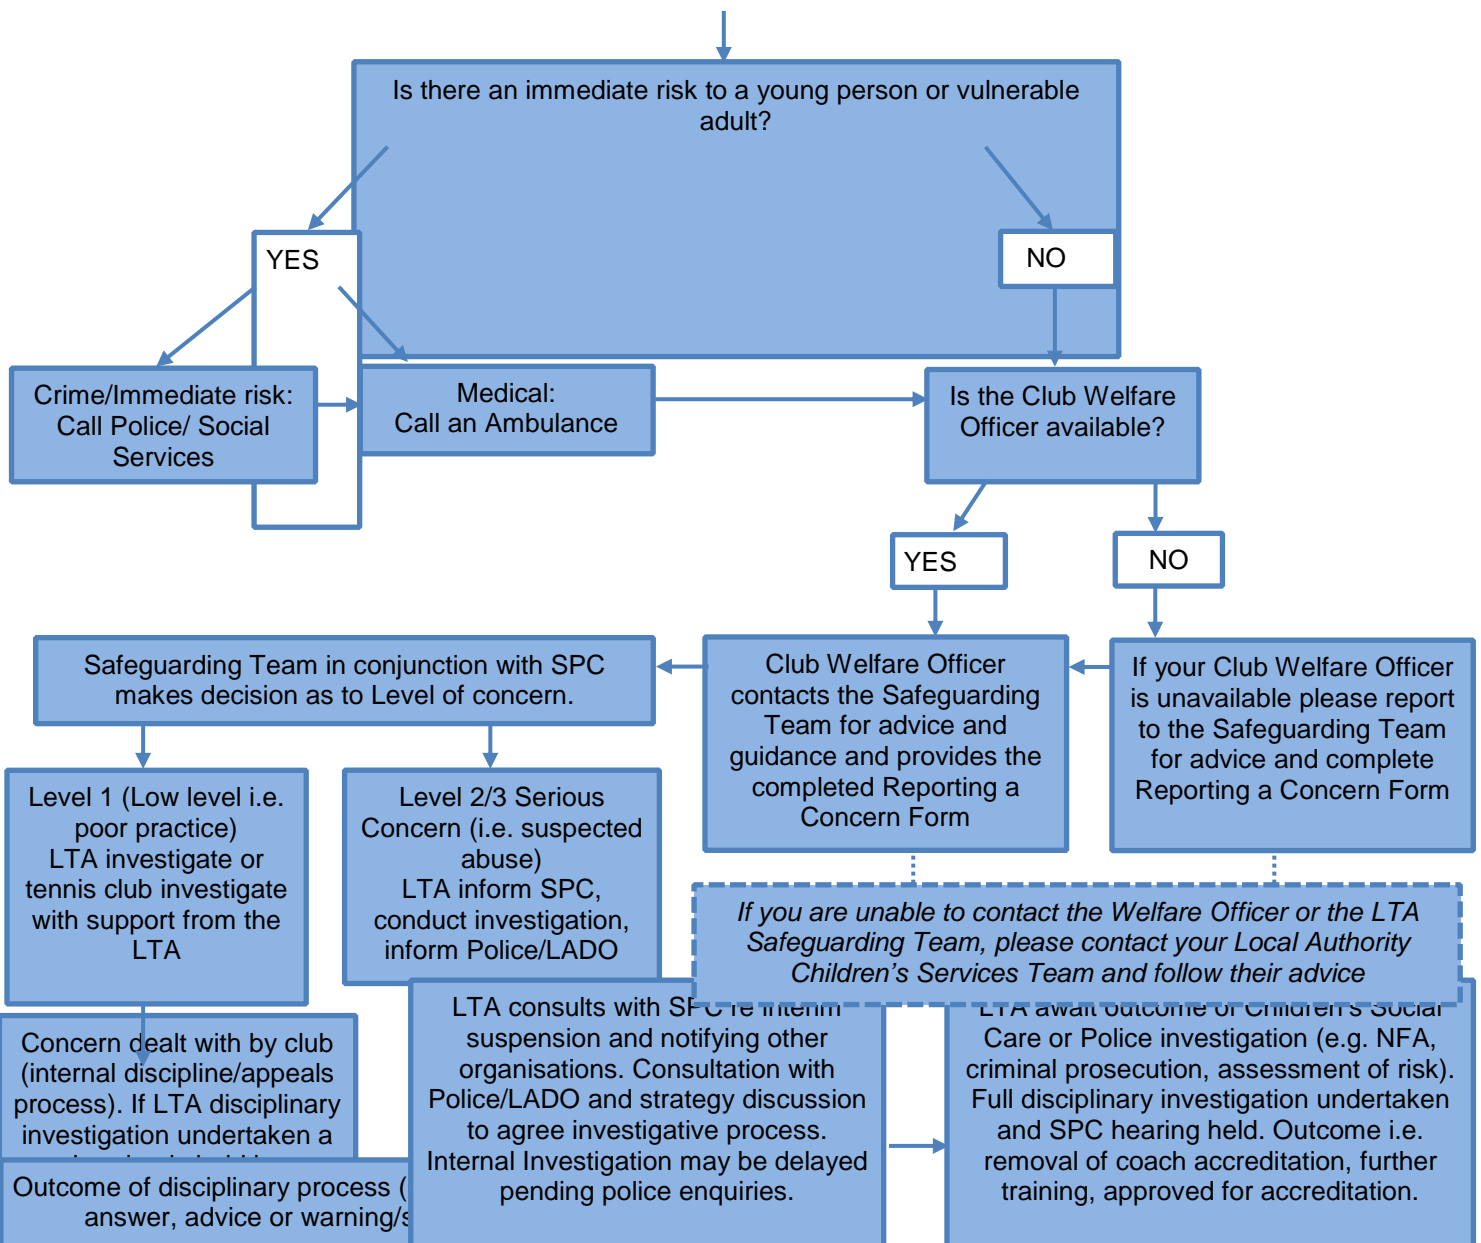 Is there an immediate risk to a young person or vulnerable
adult?
YES
NO
Crime/Immediate risk:
Call Police/ Social
Services
Medical:
Call an Ambulance
Is the Club Welfare
Officer available?
YES
NO
Safeguarding Team in conjunction with SPC
makes decision as to Level of concern.
Club Welfare Officer
contacts the Safeguarding
Team for advice and
guidance and provides the
completed Reporting a
Concern Form
If your Club Welfare Officer
is unavailable please report
to the Safeguarding Team
for advice and complete
Reporting a Concern Form
Level 1 (Low level i.e.
poor practice)
LTA investigate or
tennis club investigate
with support from the
LTA
Level 2/3 Serious
Concern (i.e. suspected
abuse)
LTA inform SPC,
conduct investigation,
inform Police/LADO
If you are unable to contact the Welfare Officer or the LTA
Safeguarding Team, please contact your Local Authority
Children's Services Team and follow their advice
Concern dealt with by club
(internal discipline/appeals
process). If LTA disciplinary
investigation undertaken a
Outcome of disciplinary process (
answer, advice or warning/s
LTA consults with SPC re interim
suspension and notifying other
organisations. Consultation with
Police/LADO and strategy discussion
to agree investigative process.
Internal Investigation may be delayed
pending police enquiries.
LTA await outcome of Children's Social
Care or Police investigation (e.g. NFA,
criminal prosecution, assessment of risk).
Full disciplinary investigation undertaken
and SPC hearing held. Outcome i.e.
removal of coach accreditation, further
training, approved for accreditation.